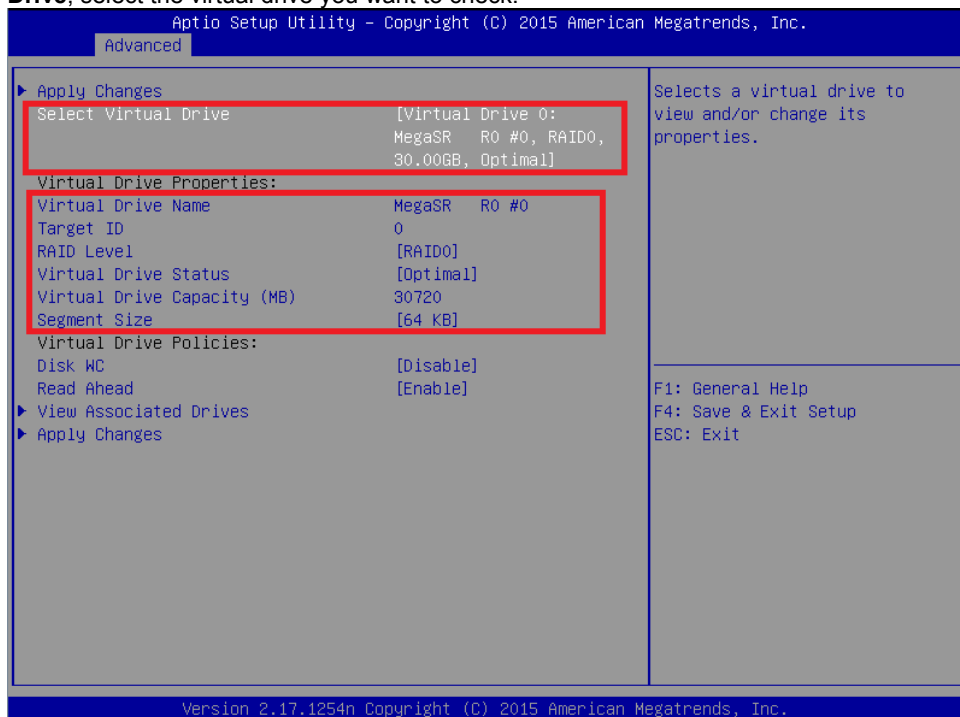 Drive, select the virtual drive you want to check.
Aptio Setup Utility – Copyright (C) 2015 American Megatrends, Inc.
Advanced
Apply Changes
Select Virtual Drive [Virtual Drive 0:
MegaSR R0 #0, RAID0,
30.00GB, Optimal]
Virtual Drive Properties:
Virtual Drive Name MegaSR R0 #0
Target ID 0
RAID Level [RAID0]
Virtual Drive Status [Optimal]
Virtual Drive Capacity (MB) 30720
Segment Size [64 KB]
Virtual Drive Policies:
Disk WC [Disable]
Read Ahead [Enable]
View Associated Drives
Apply Changes
Selects a virtual drive to
view and/or change its
properties.
F1: General Help
F4: Save & Exit Setup
ESC: Exit
Version 2.17.1254n Copyright (C) 2015 American Megatrends, Inc.